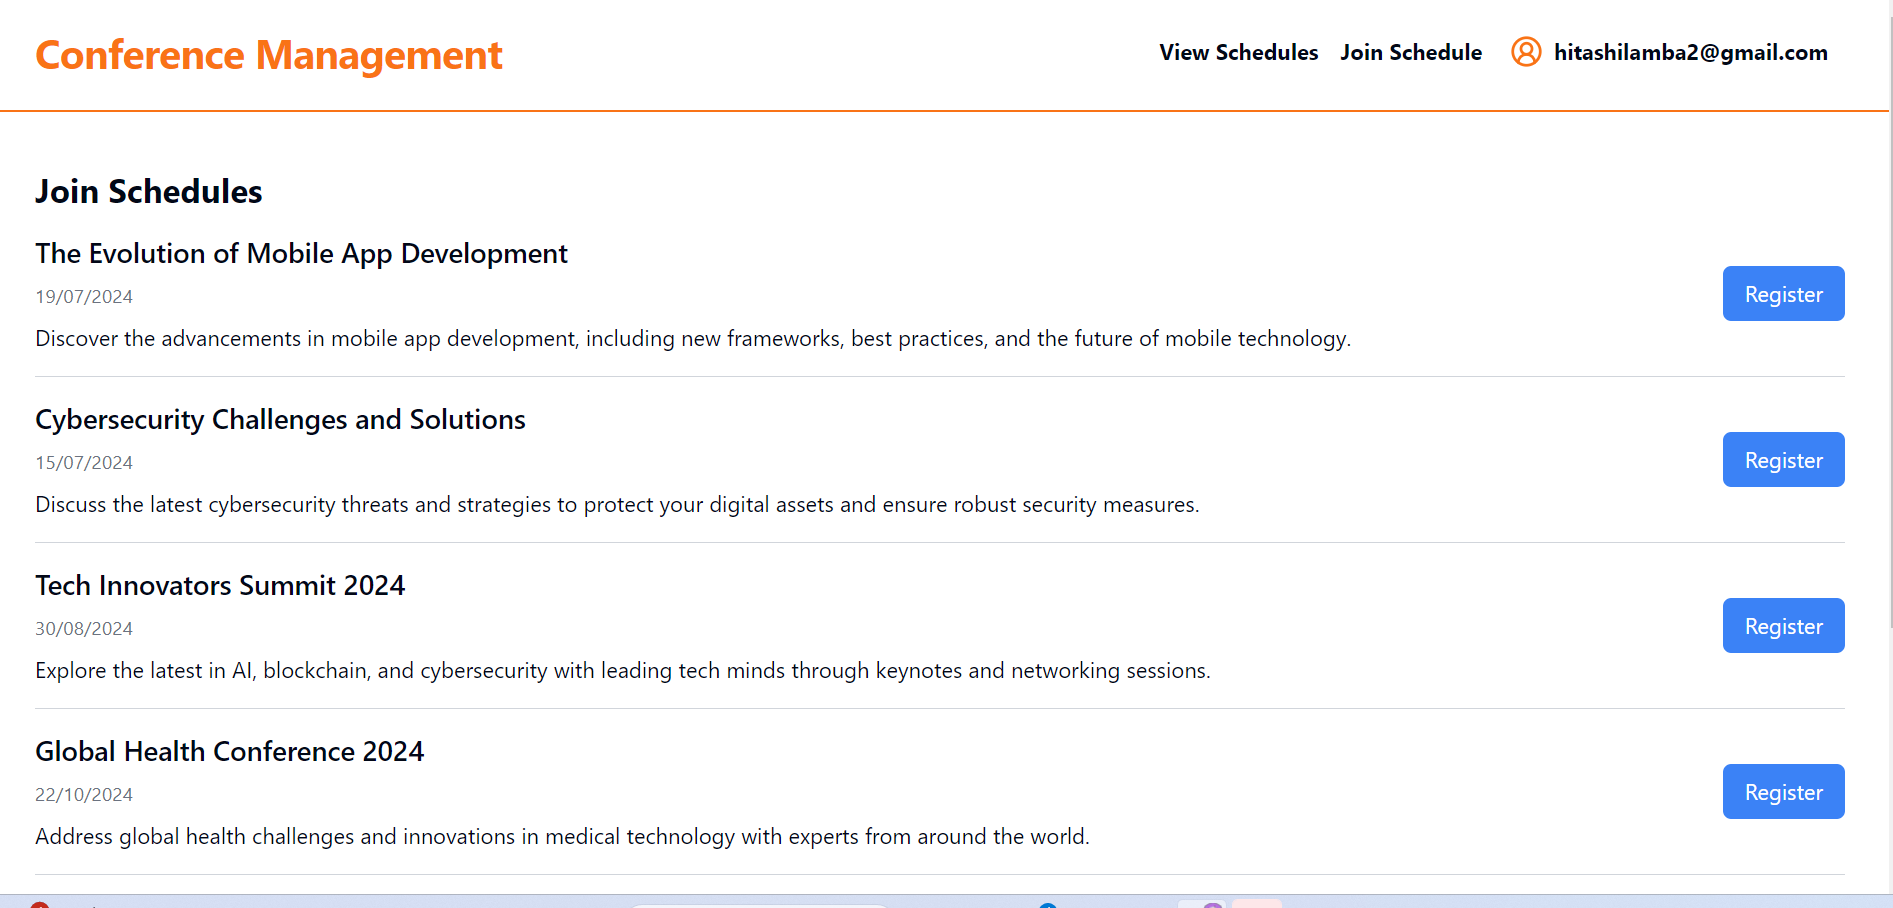 Conference Management
View Schedules Join Schedule hitashilamba2@gmail.com
Join Schedules
The Evolution of Mobile App Development
19/07/2024
Register
Discover the advancements in mobile app development, including new frameworks, best practices, and the future of mobile technology.
Cybersecurity Challenges and Solutions
15/07/2024
Register
Discuss the latest cybersecurity threats and strategies to protect your digital assets and ensure robust security measures.
Tech Innovators Summit 2024
30/08/2024
Register
Explore the latest in AI, blockchain, and cybersecurity with leading tech minds through keynotes and networking sessions.
Global Health Conference 2024
22/10/2024
Register
Address global health challenges and innovations in medical technology with experts from around the world.